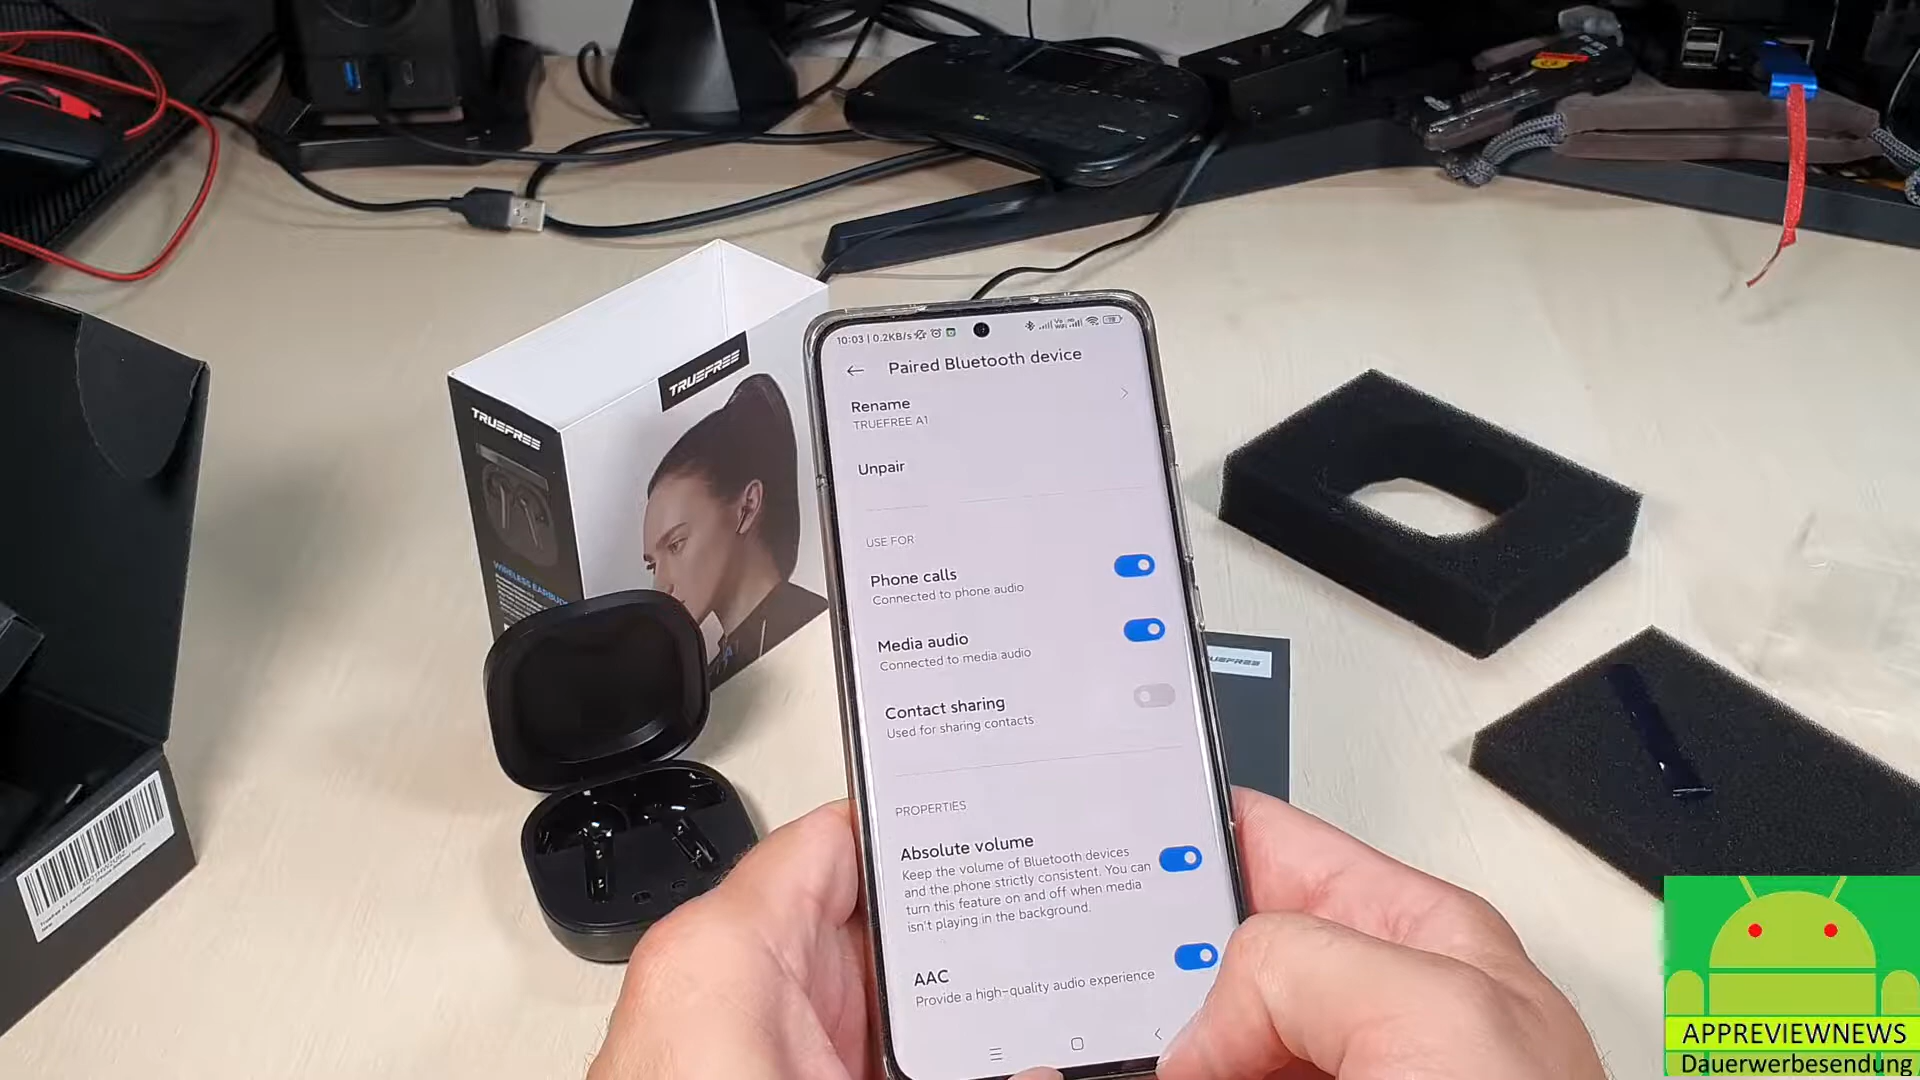 TRUEFREE
TRUEFREE
WIRELESS EARBUDS
A1
10:03 | 0.2KB/s
Paired Bluetooth device
Rename
TRUEFREE A1
Unpair
USE FOR
Phone calls
Connected to phone audio
Media audio
Connected to media audio
Contact sharing
Used for sharing contacts
PROPERTIES
Absolute volume
Keep the volume of Bluetooth devices
and the phone strictly consistent. You can
turn this feature on and off when media
isn't playing in the background.
AAC
Provide a high-quality audio experience
APPREVIEWNEWS
Dauerwerbesendung